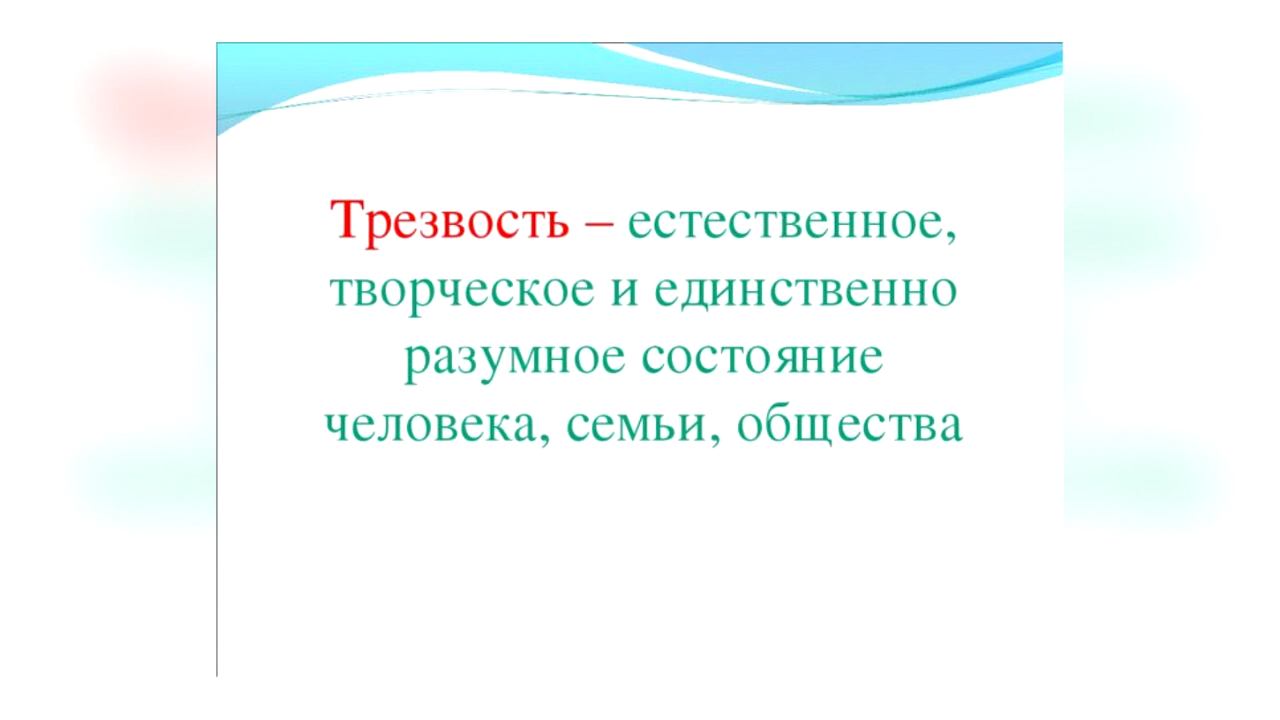 Трезвость – естественное,
творческое и единственно
разумное состояние
человека, семьи, общества